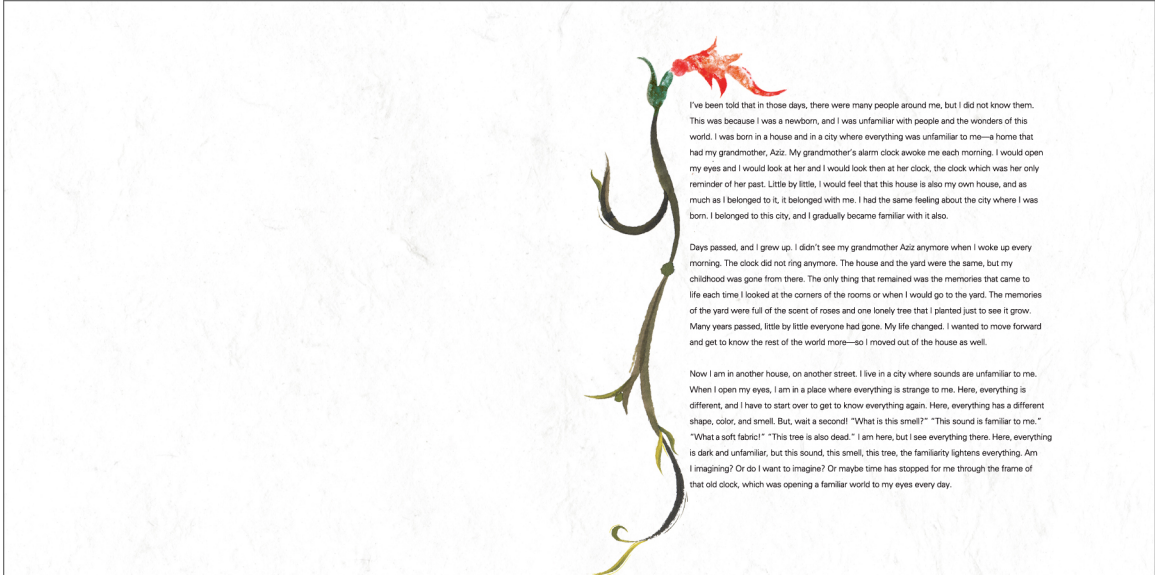 I've been told that in those days, there were many people around me, but I did not know them.
This was because I was a newborn, and I was unfamiliar with people and the wonders of this
world. I was born in a house and in a city where everything was unfamiliar to me—a home that
had my grandmother, Aziz. My grandmother's alarm clock awoke me each morning. I would open
my eyes and I would look at her and I would look then at her clock, the clock which was her only
reminder of her past. Little by little, I would feel that this house is also my own house, and as
much as I belonged to it, it belonged with me. I had the same feeling about the city where I was
born. I belonged to this city, and I gradually became familiar with it also.
Days passed, and I grew up. I didn't see my grandmother Aziz anymore when I woke up every
morning. The clock did not ring anymore. The house and the yard were the same, but my
childhood was gone from there. The only thing that remained was the memories that came to
life each time I looked at the corners of the rooms or when I would go to the yard. The memories
of the yard were full of the scent of roses and one lonely tree that I planted just to see it grow.
Many years passed, little by little everyone had gone. My life changed. I wanted to move forward
and get to know the rest of the world more—so I moved out of the house as well.
Now I am in another house, on another street. I live in a city where sounds are unfamiliar to me.
When I open my eyes, I am in a place where everything is strange to me. Here, everything is
different, and I have to start over to get to know everything again. Here, everything has a different
shape, color, and smell. But, wait a second! "What is this smell?" "This sound is familiar to me."
"What a soft fabric!" "This tree is also dead." I am here, but I see everything there. Here, everything
is dark and unfamiliar, but this sound, this smell, this tree, the familiarity lightens everything. Am
I imagining? Or do I want to imagine? Or maybe time has stopped for me through the frame of
that old clock, which was opening a familiar world to my eyes every day.